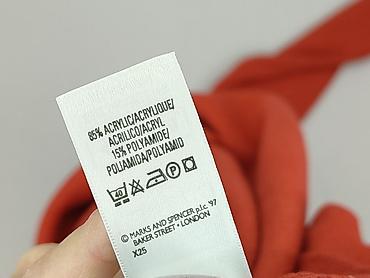 85% ACRYLIC/ACRYLIQUE/
ACRILICO/ACRYL
15% POLYAMIDE/
POLIAMIDA/POLYAMID
40 P
© MARKS AND SPENCER p.l.c. '97
BAKER STREET • LONDON
X25